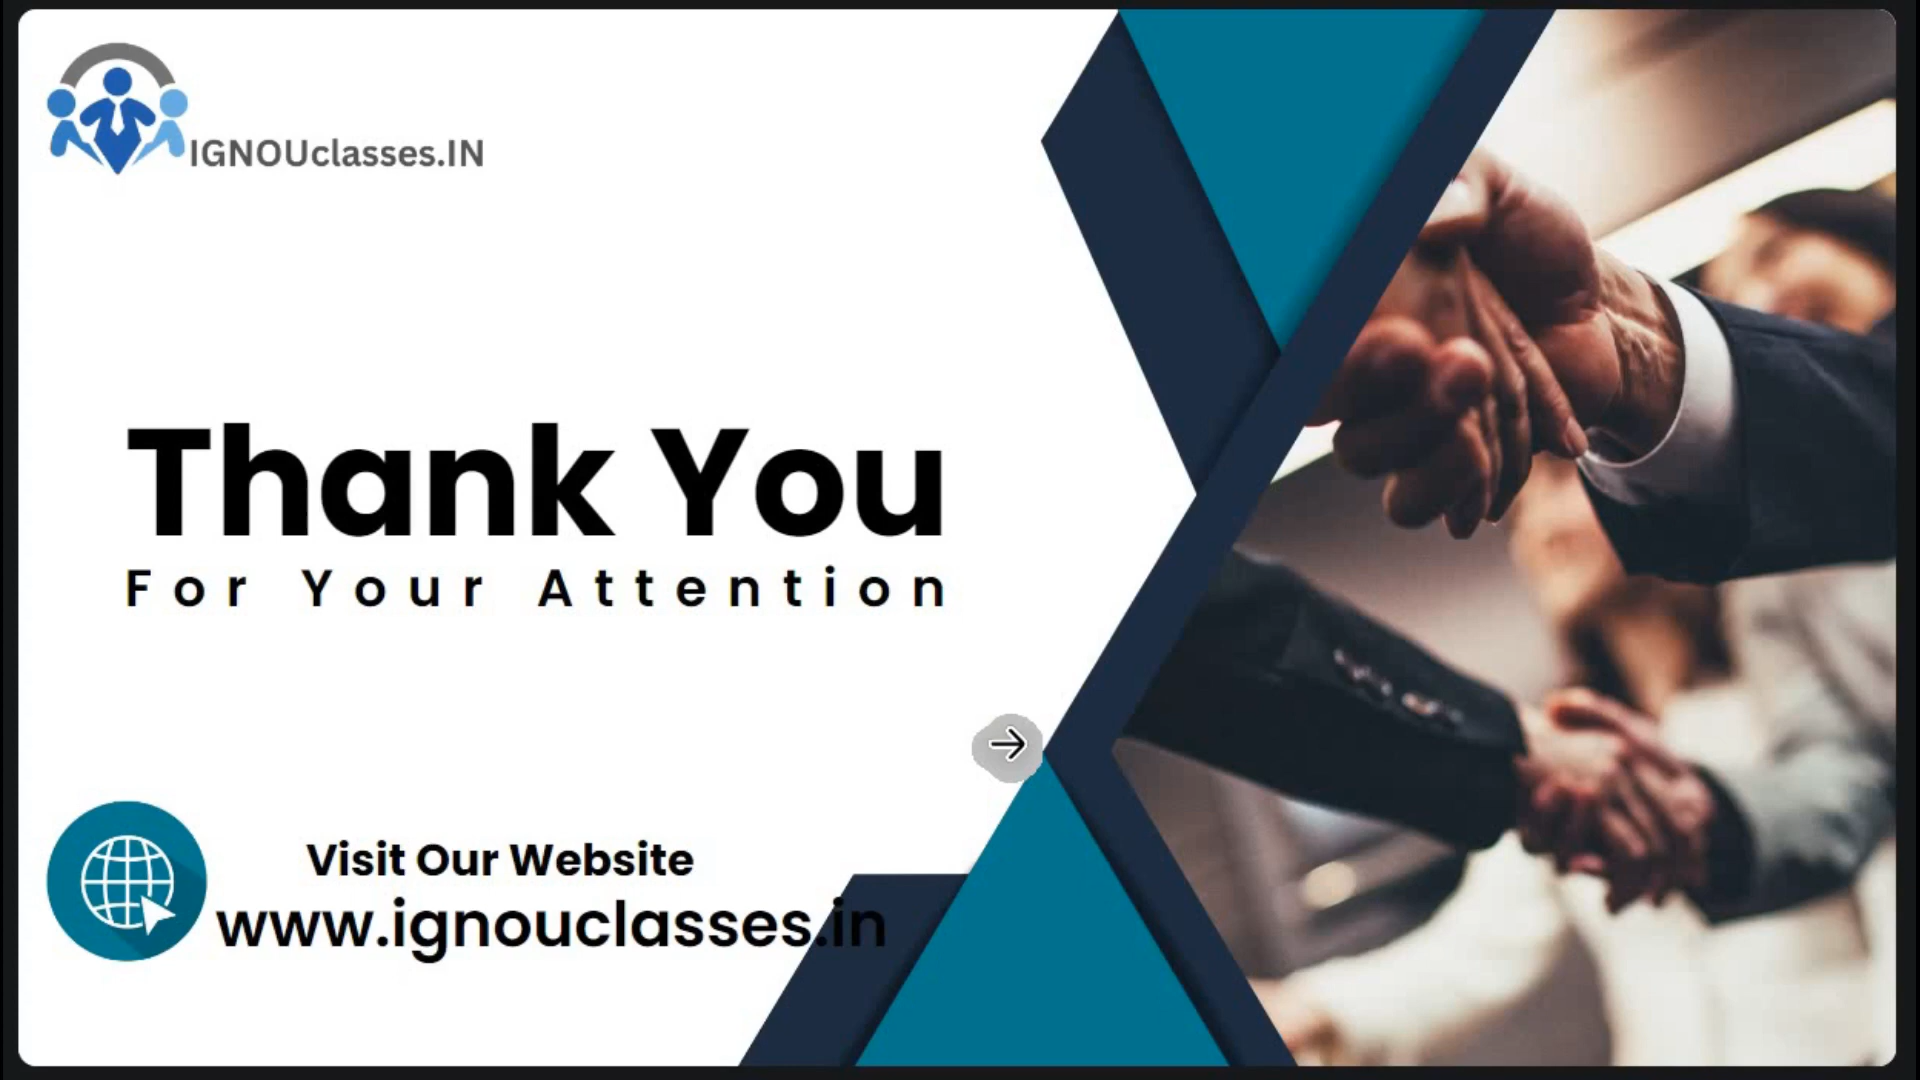 IGNOUclasses.IN
Thank You
For Your Attention
Visit Our Website
www.ignouclasses.in